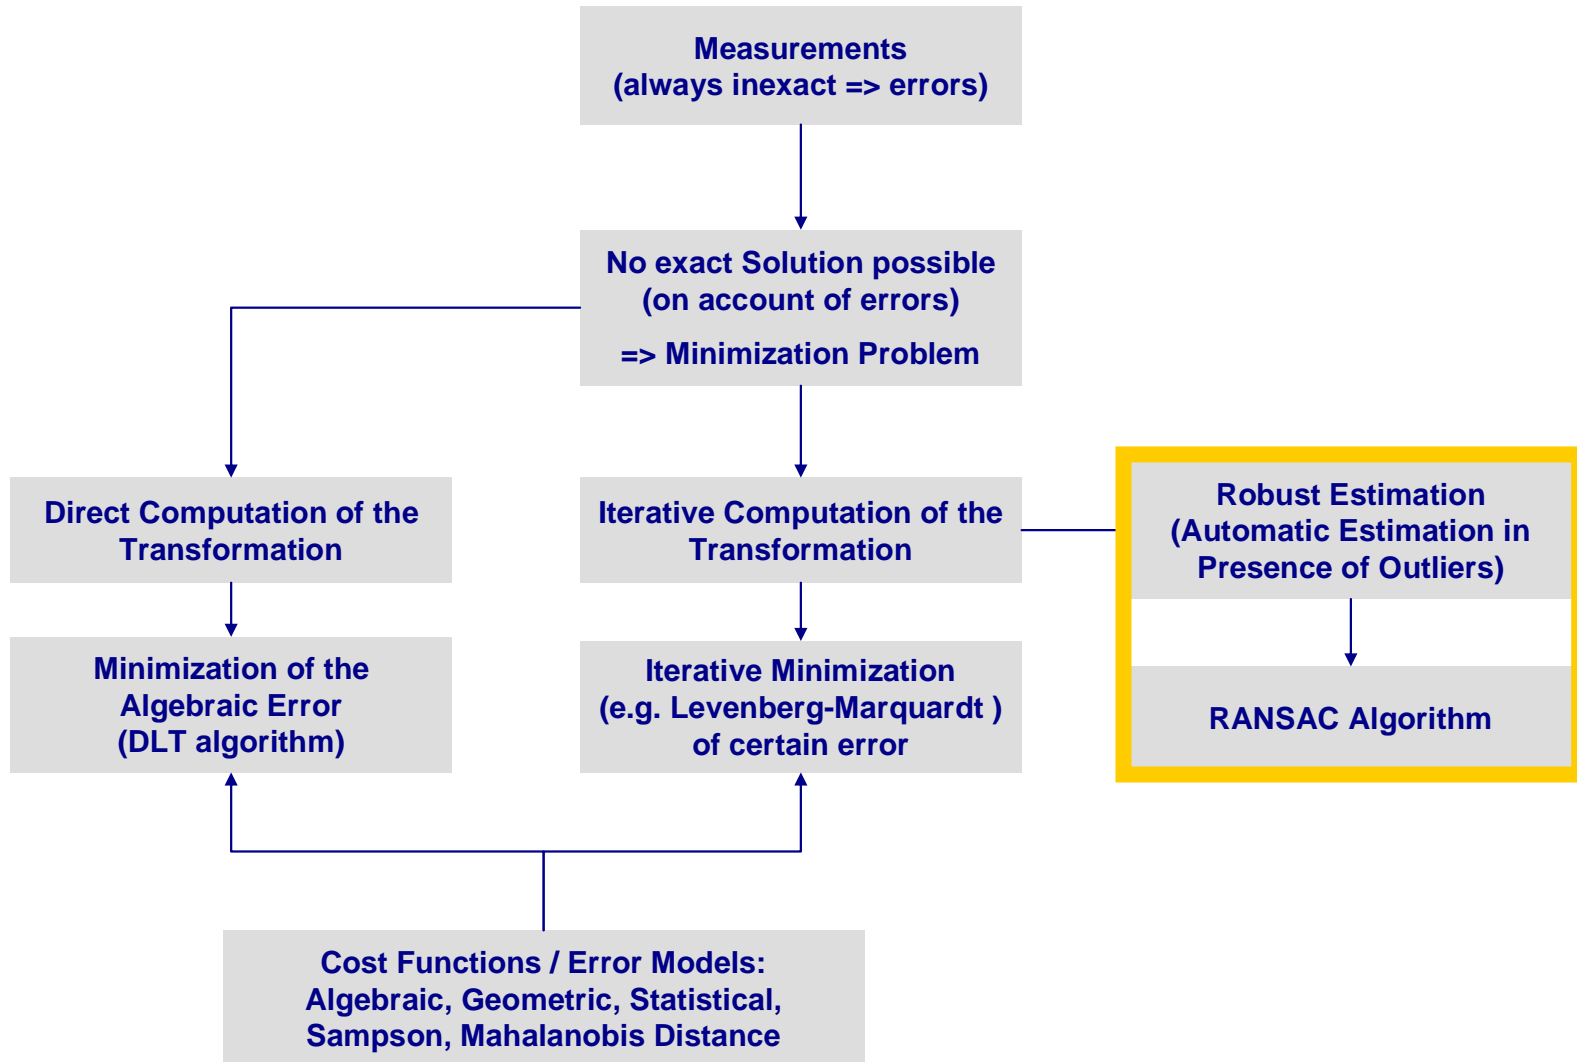 Measurements
(always inexact => errors)
No exact Solution possible
(on account of errors)
=> Minimization Problem
Direct Computation of the
Transformation
Iterative Computation of the
Transformation
Robust Estimation
(Automatic Estimation in
Presence of Outliers)
Minimization of the
Algebraic Error
(DLT algorithm)
Iterative Minimization
(e.g. Levenberg-Marquardt )
of certain error
RANSAC Algorithm
Cost Functions / Error Models:
Algebraic, Geometric, Statistical,
Sampson, Mahalanobis Distance